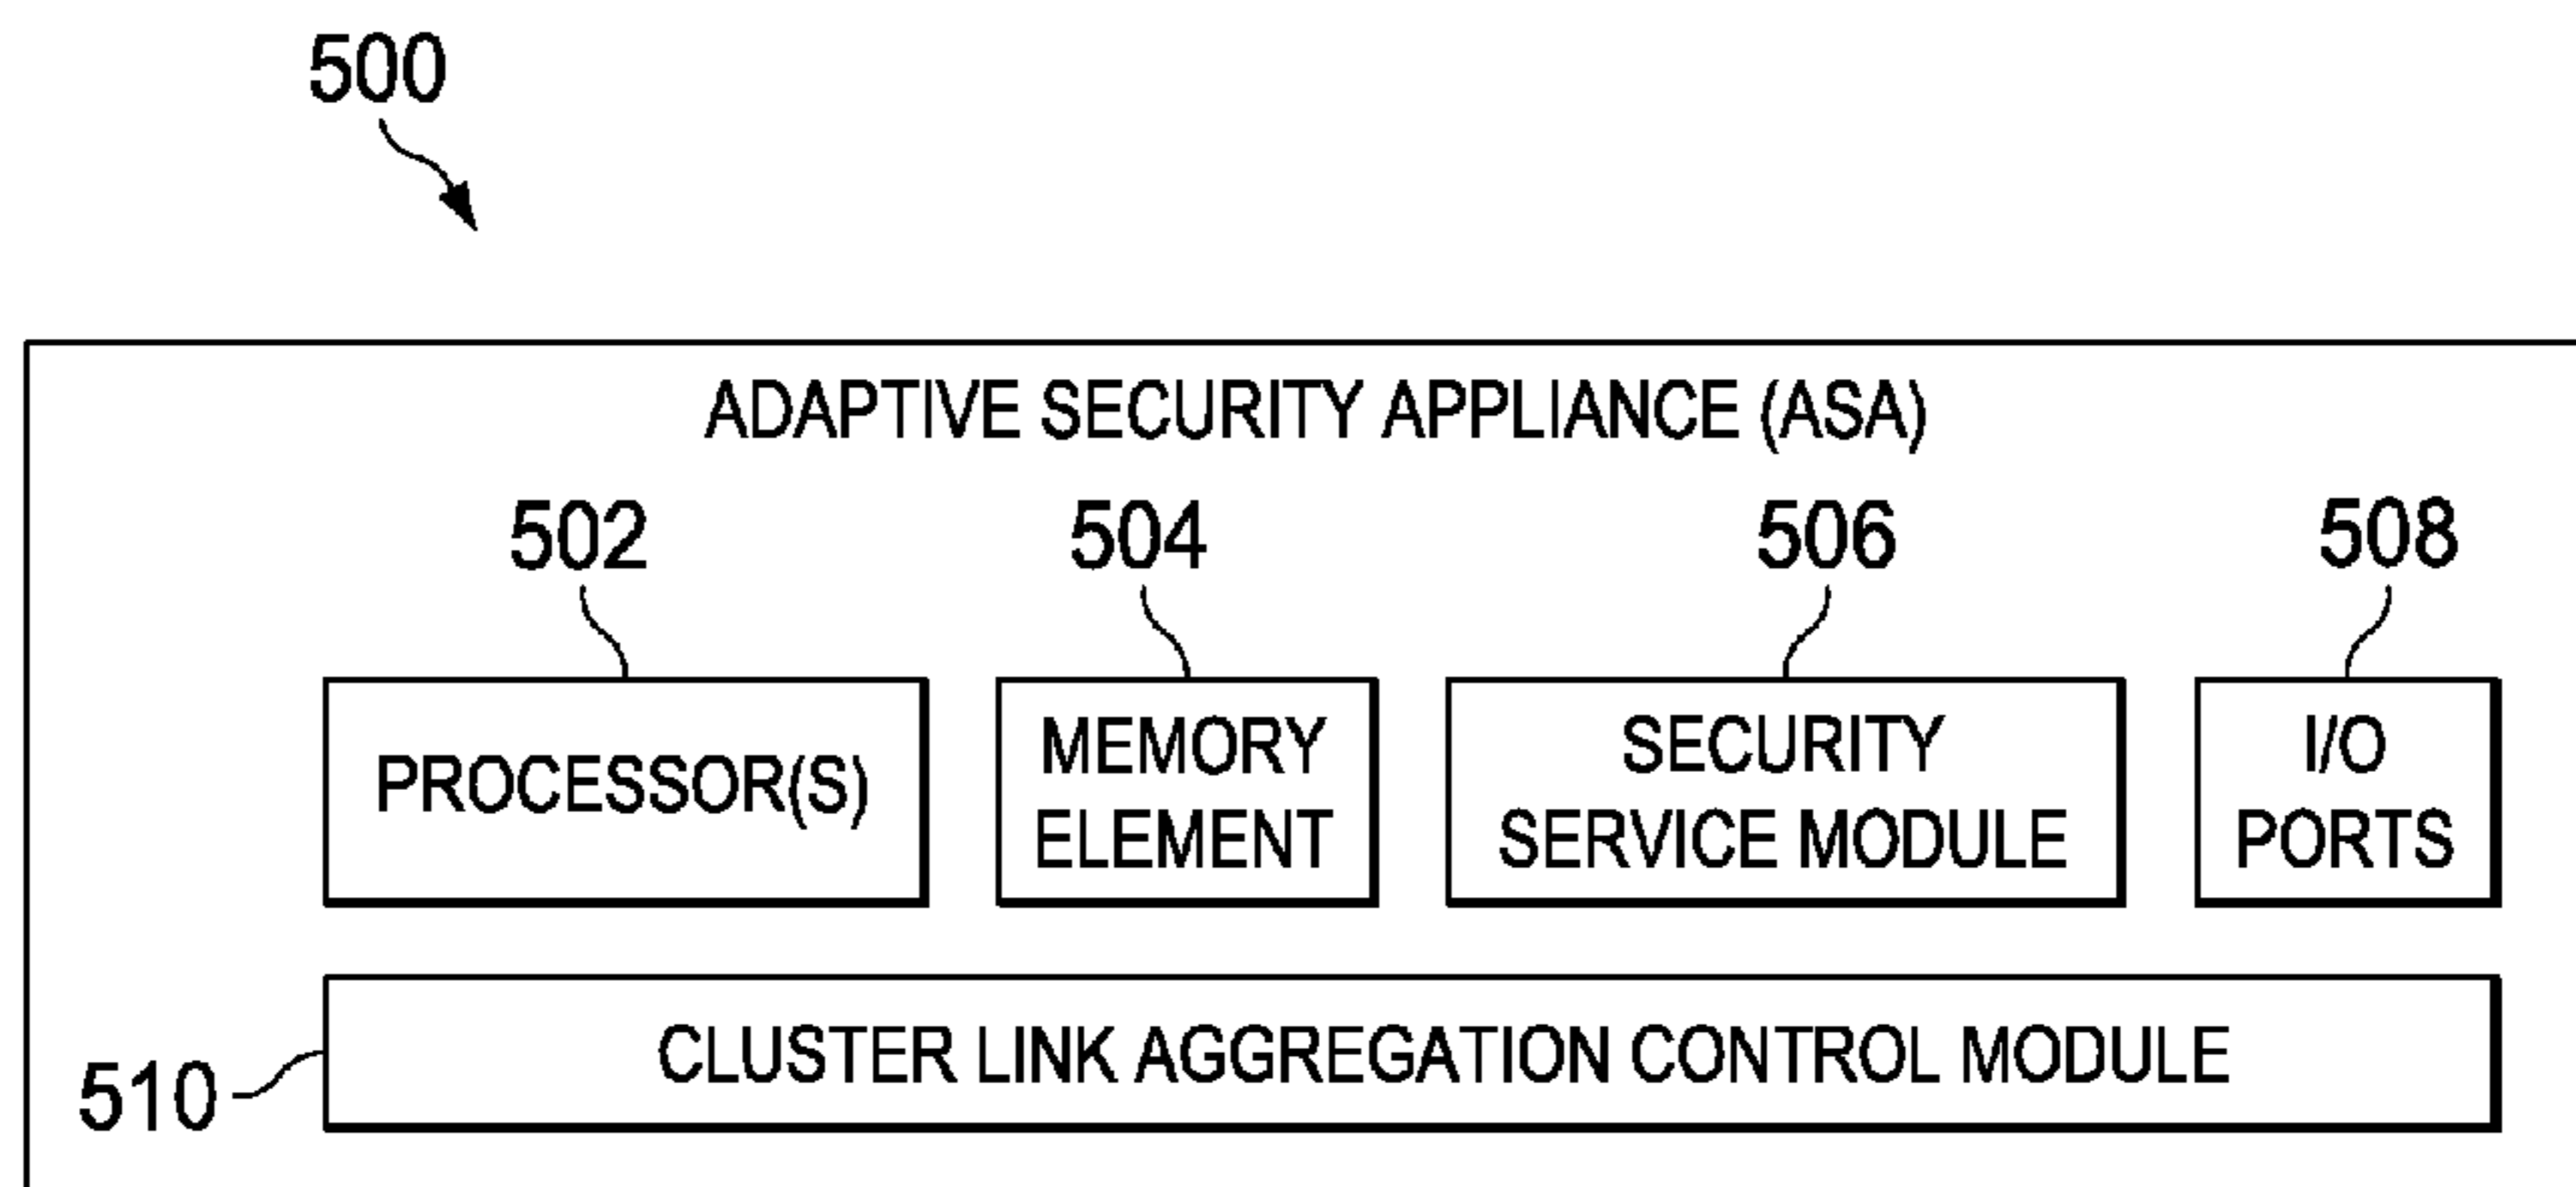 500
ADAPTIVE SECURITY APPLIANCE (ASA)
502
504
506
508
PROCESSOR(S)
MEMORY
ELEMENT
SECURITY
SERVICE MODULE
I/O
PORTS
510
CLUSTER LINK AGGREGATION CONTROL MODULE